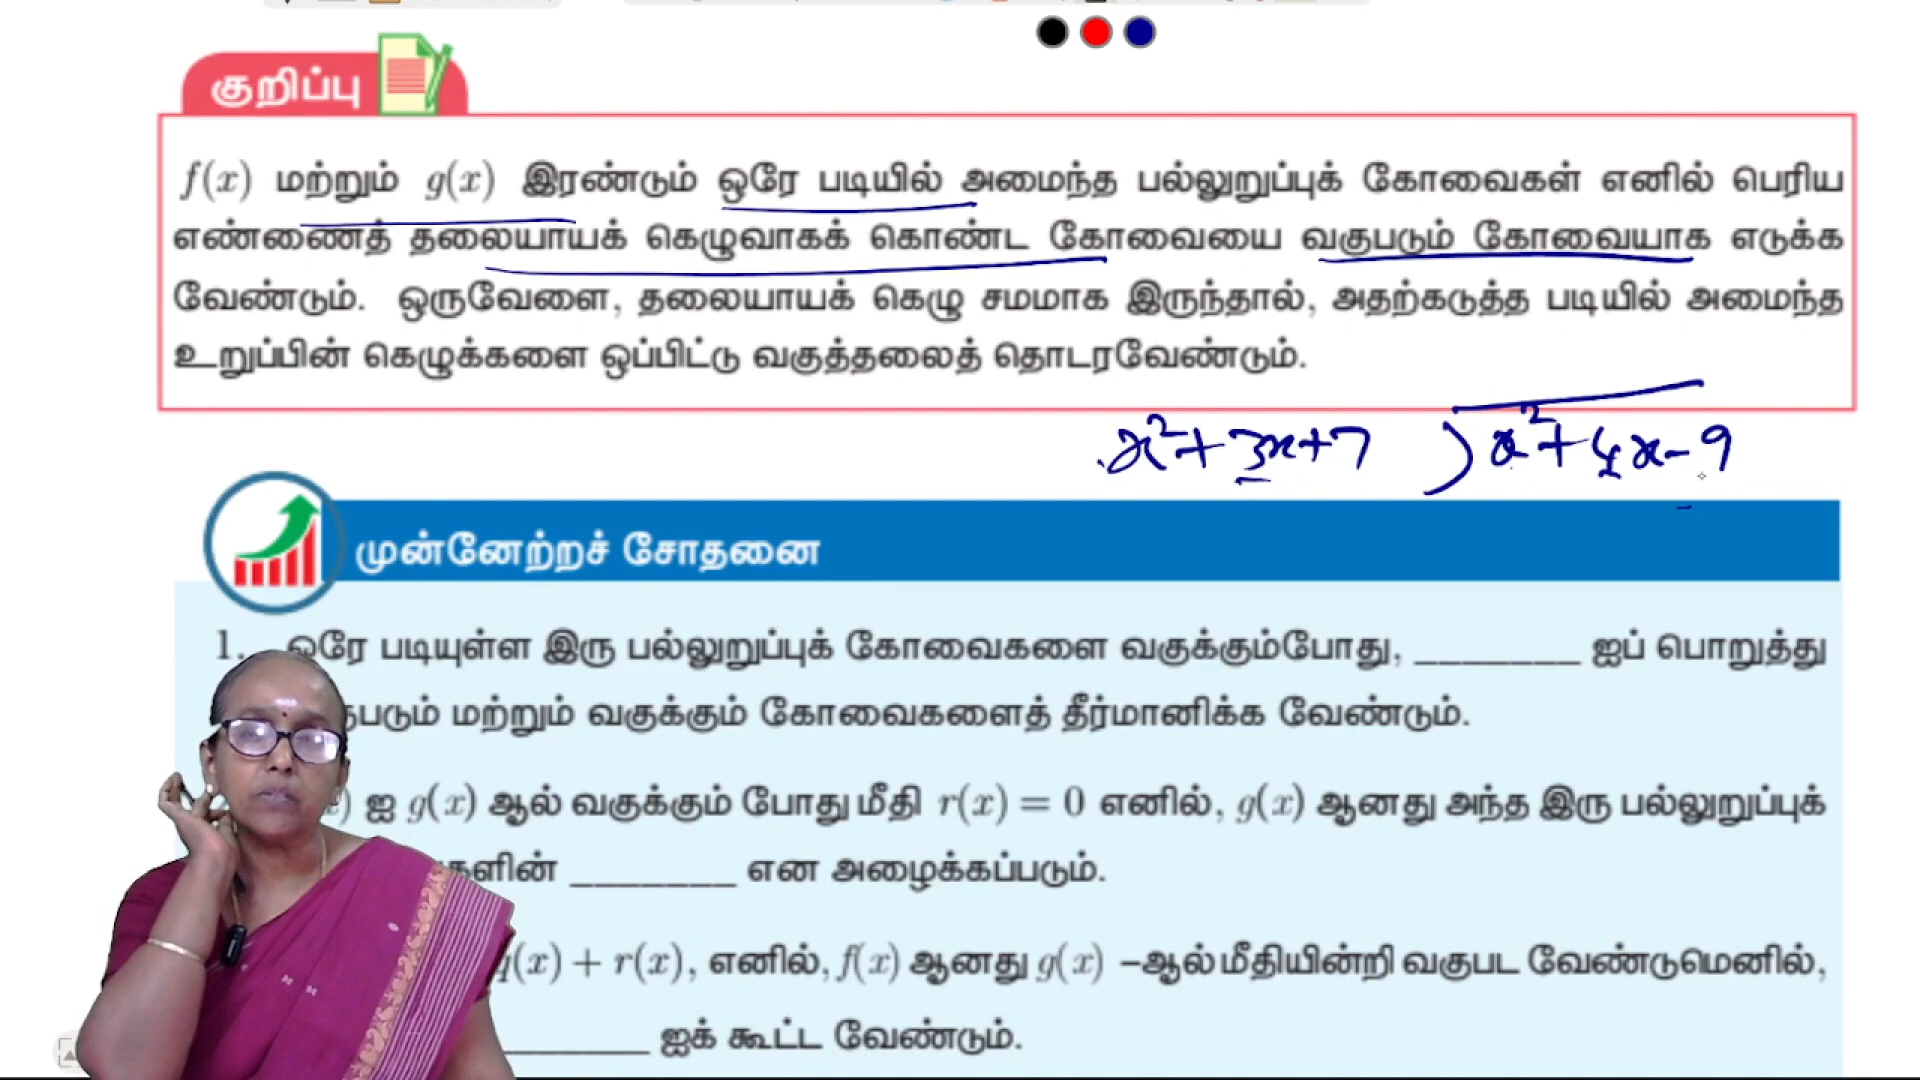 குறிப்பு
f(x) மற்றும் g(x) இரண்டும் ஒரே படியில் அமைந்த பல்லுறுப்புக் கோவைகள் எனில் பெரிய
எண்ணைத் தலையாயக் கெழுவாகக் கொண்ட கோவையை வகுபடும் கோவையாக எடுக்க
வேண்டும். ஒருவேளை, தலையாயக் கெழு சமமாக இருந்தால், அதற்கடுத்த படியில் அமைந்த
உறுப்பின் கெழுக்களை ஒப்பிட்டு வகுத்தலைத் தொடரவேண்டும்.
x²+3x+7 ) x²+4x-9
முன்னேற்றச் சோதனை
1. ஒரே படியுள்ள இரு பல்லுறுப்புக் கோவைகளை வகுக்கும்போது, ________ ஐப் பொறுத்து
படும் மற்றும் வகுக்கும் கோவைகளைத் தீர்மானிக்க வேண்டும்.
) ஐ g(x) ஆல் வகுக்கும் போது மீதி r(x) = 0 எனில், g(x) ஆனது அந்த இரு பல்லுறுப்புக்
களின் ________ என அழைக்கப்படும்.
q(x) + r(x), எனில், f(x) ஆனது g(x) –ஆல் மீதியின்றி வகுபட வேண்டுமெனில்,
________ ஐக் கூட்ட வேண்டும்.